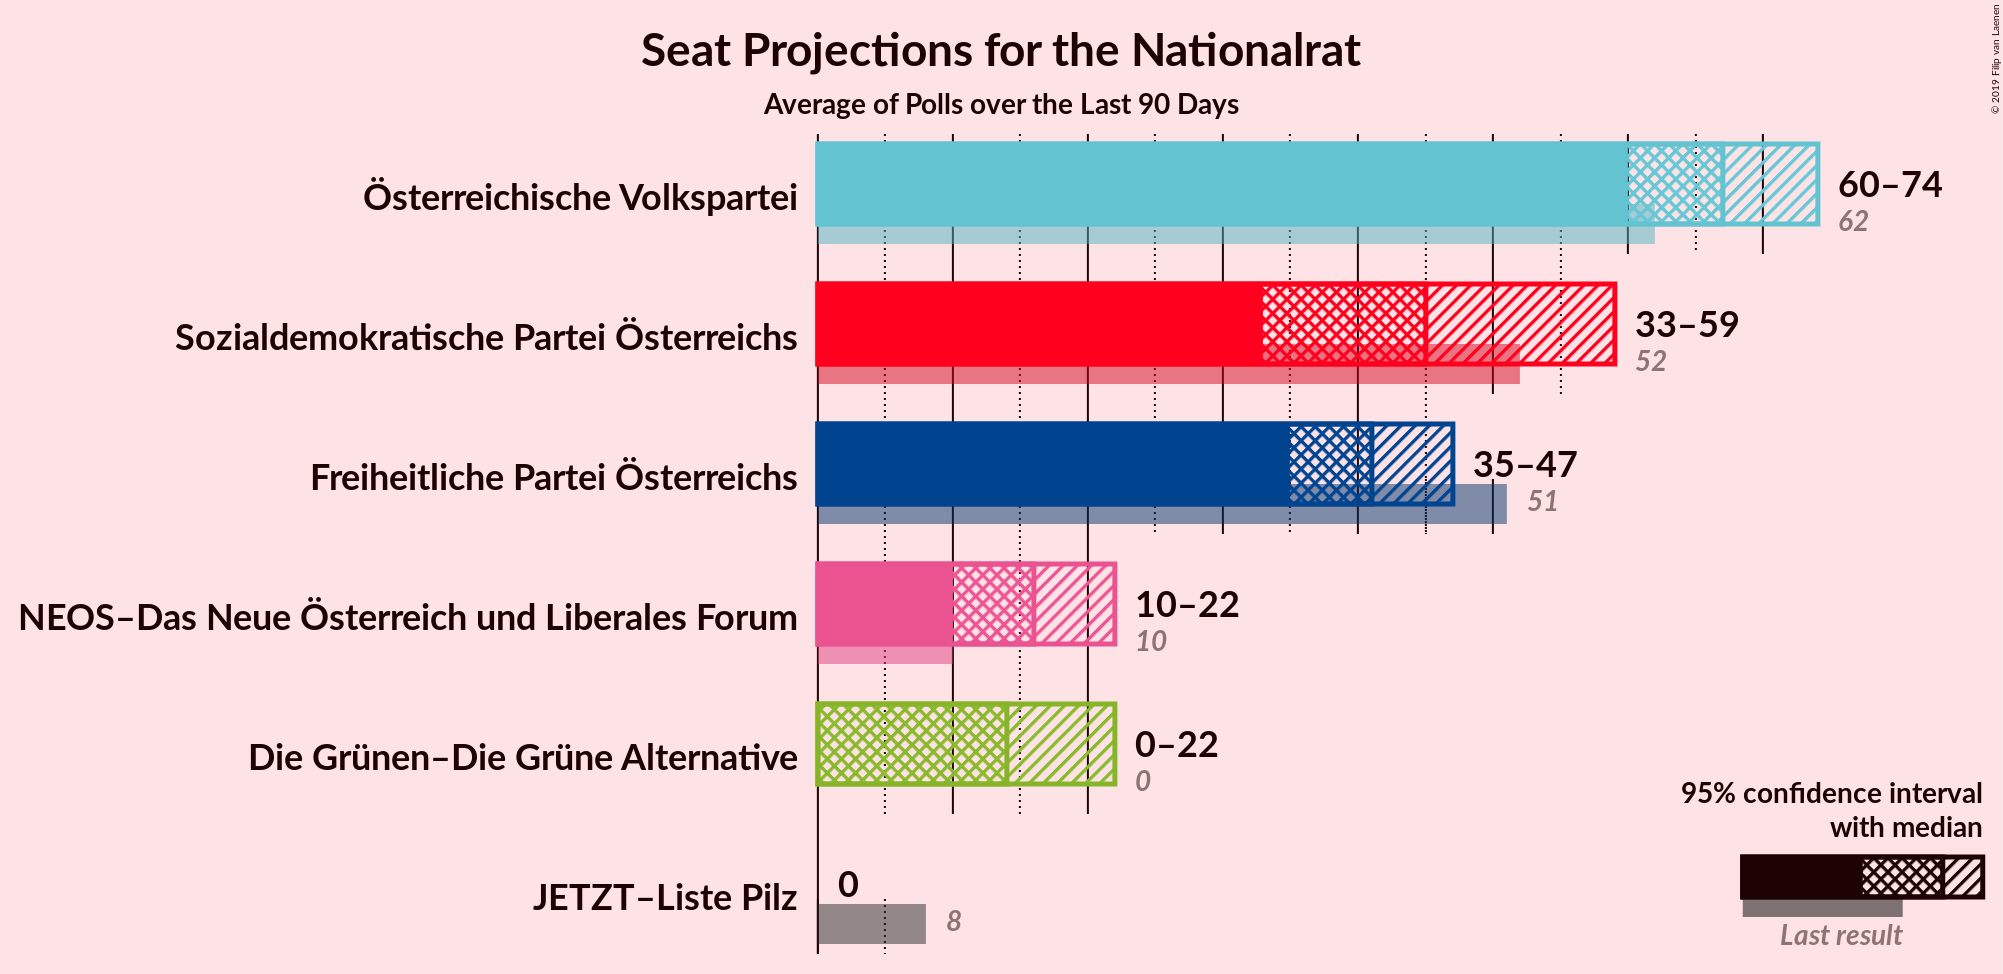 Seat Projections for the Nationalrat
Average of Polls over the Last 90 Days
© 2019 Filip van Laenen
Österreichische Volkspartei
60–74
62
Sozialdemokratische Partei Österreichs
33–59
52
Freiheitliche Partei Österreichs
35–47
51
NEOS–Das Neue Österreich und Liberales Forum
10–22
10
Die Grünen–Die Grüne Alternative
0–22
0
JETZT–Liste Pilz
0
8
95% confidence interval
with median
Last result